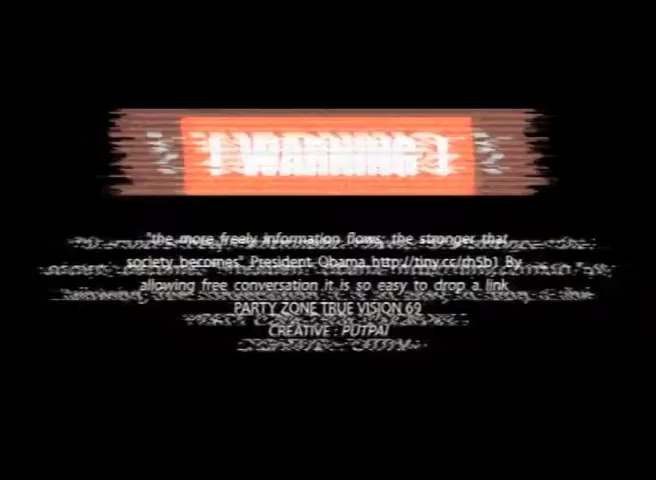 ! WARNING !
"the more freely information flows, the stronger that
society becomes" President Obama http://tiny.cc/rh5b1 By
allowing free conversation it is so easy to drop a link
PARTY ZONE TRUE VISION 69
CREATIVE : PUTPAI